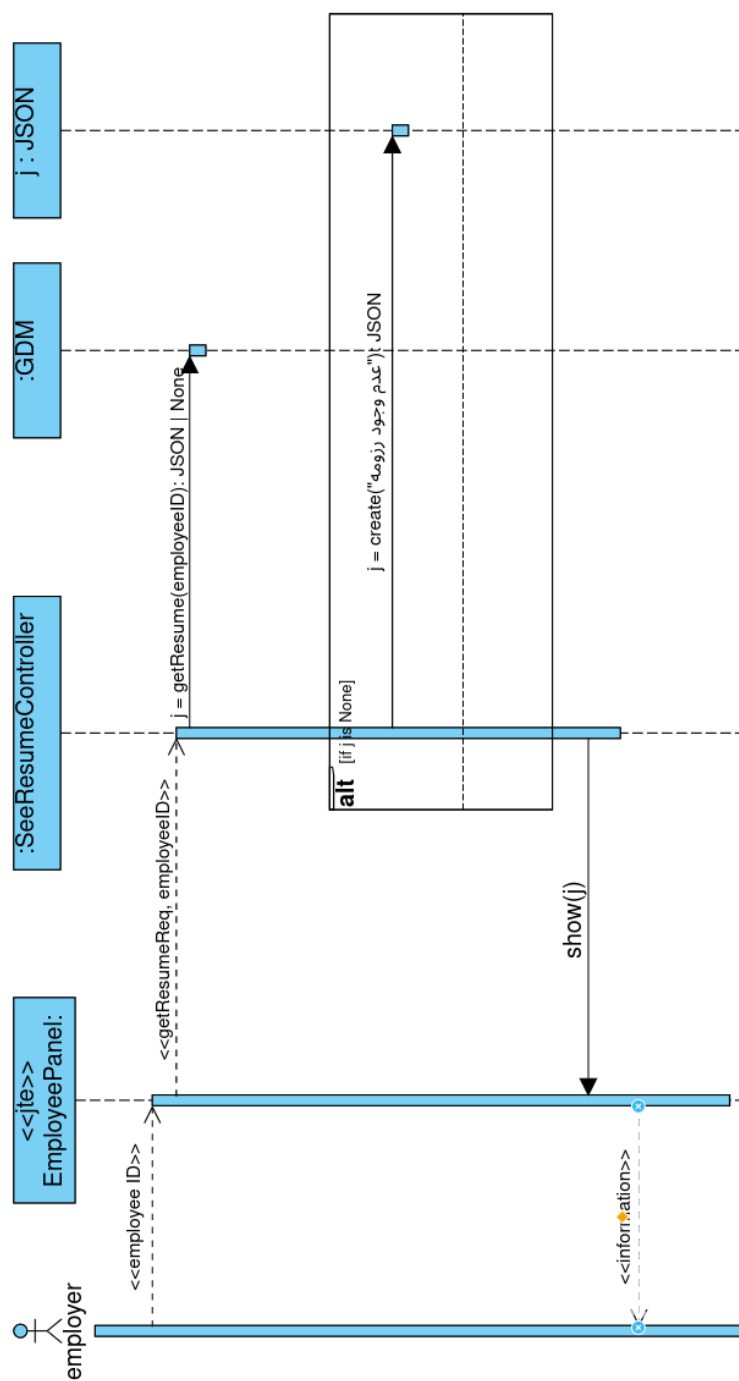 employer
<<jte>>
EmployeePanel:
:SeeResumeController
:GDM
j : JSON
<<employee ID>>
<<getResumeReq, employeeID>>
j = getResume(employeeID): JSON | None
alt
[if j is None]
j = create("عدم وجود رزومه"): JSON
show(j)
<<information>>